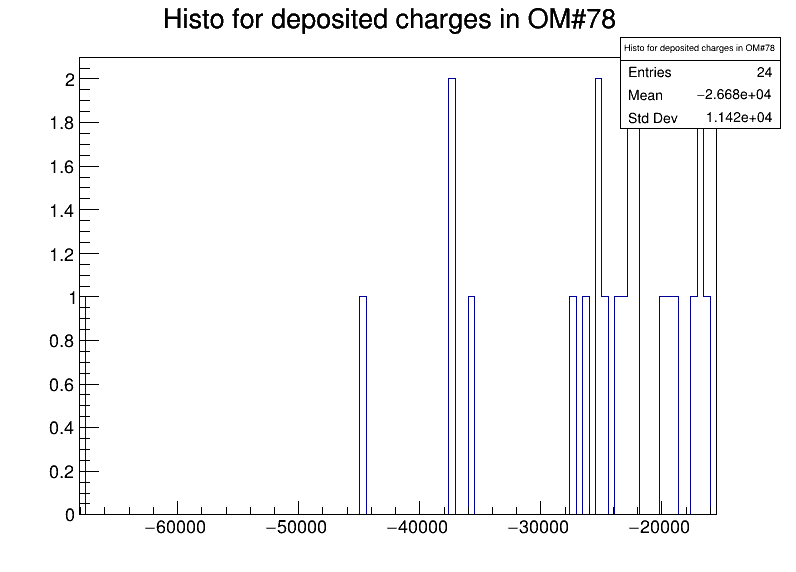 Histo for deposited charges in OM#78
Histo for deposited charges in OM#78
Entries 24
Mean −2.668e+04
Std Dev 1.142e+04
2
1.8
1.6
1.4
1.2
1
0.8
0.6
0.4
0.2
0
−60000 −50000 −40000 −30000 −20000